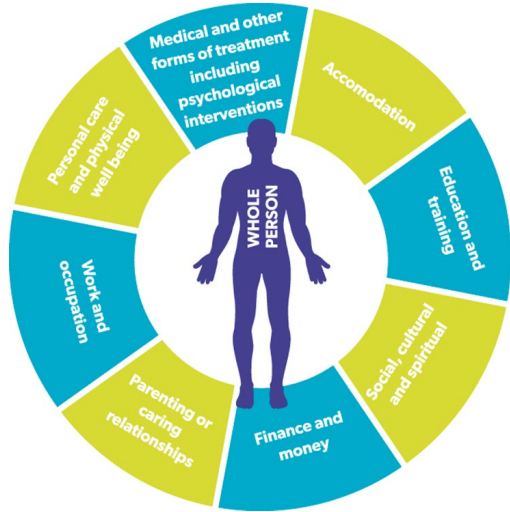 Medical and other
forms of treatment
including
psychological
interventions
Accomodation
Education and
training
Social, cultural
and spiritual
Finance and
money
Parenting or
caring
relationships
Work and
occupation
Personal care
and physical
well being
WHOLE
PERSON